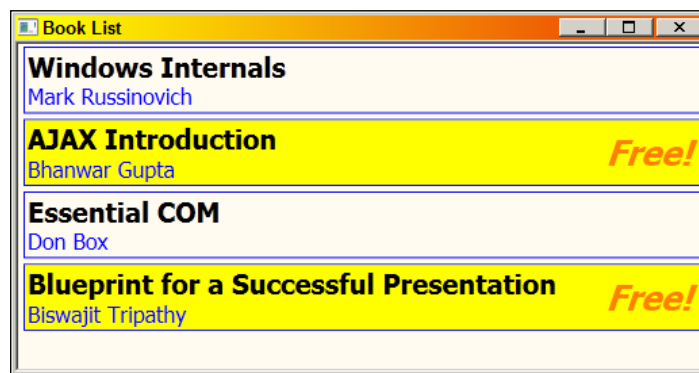 Book List
Windows Internals
Mark Russinovich
AJAX Introduction
Bhanwar Gupta
Free!
Essential COM
Don Box
Blueprint for a Successful Presentation
Biswajit Tripathy
Free!